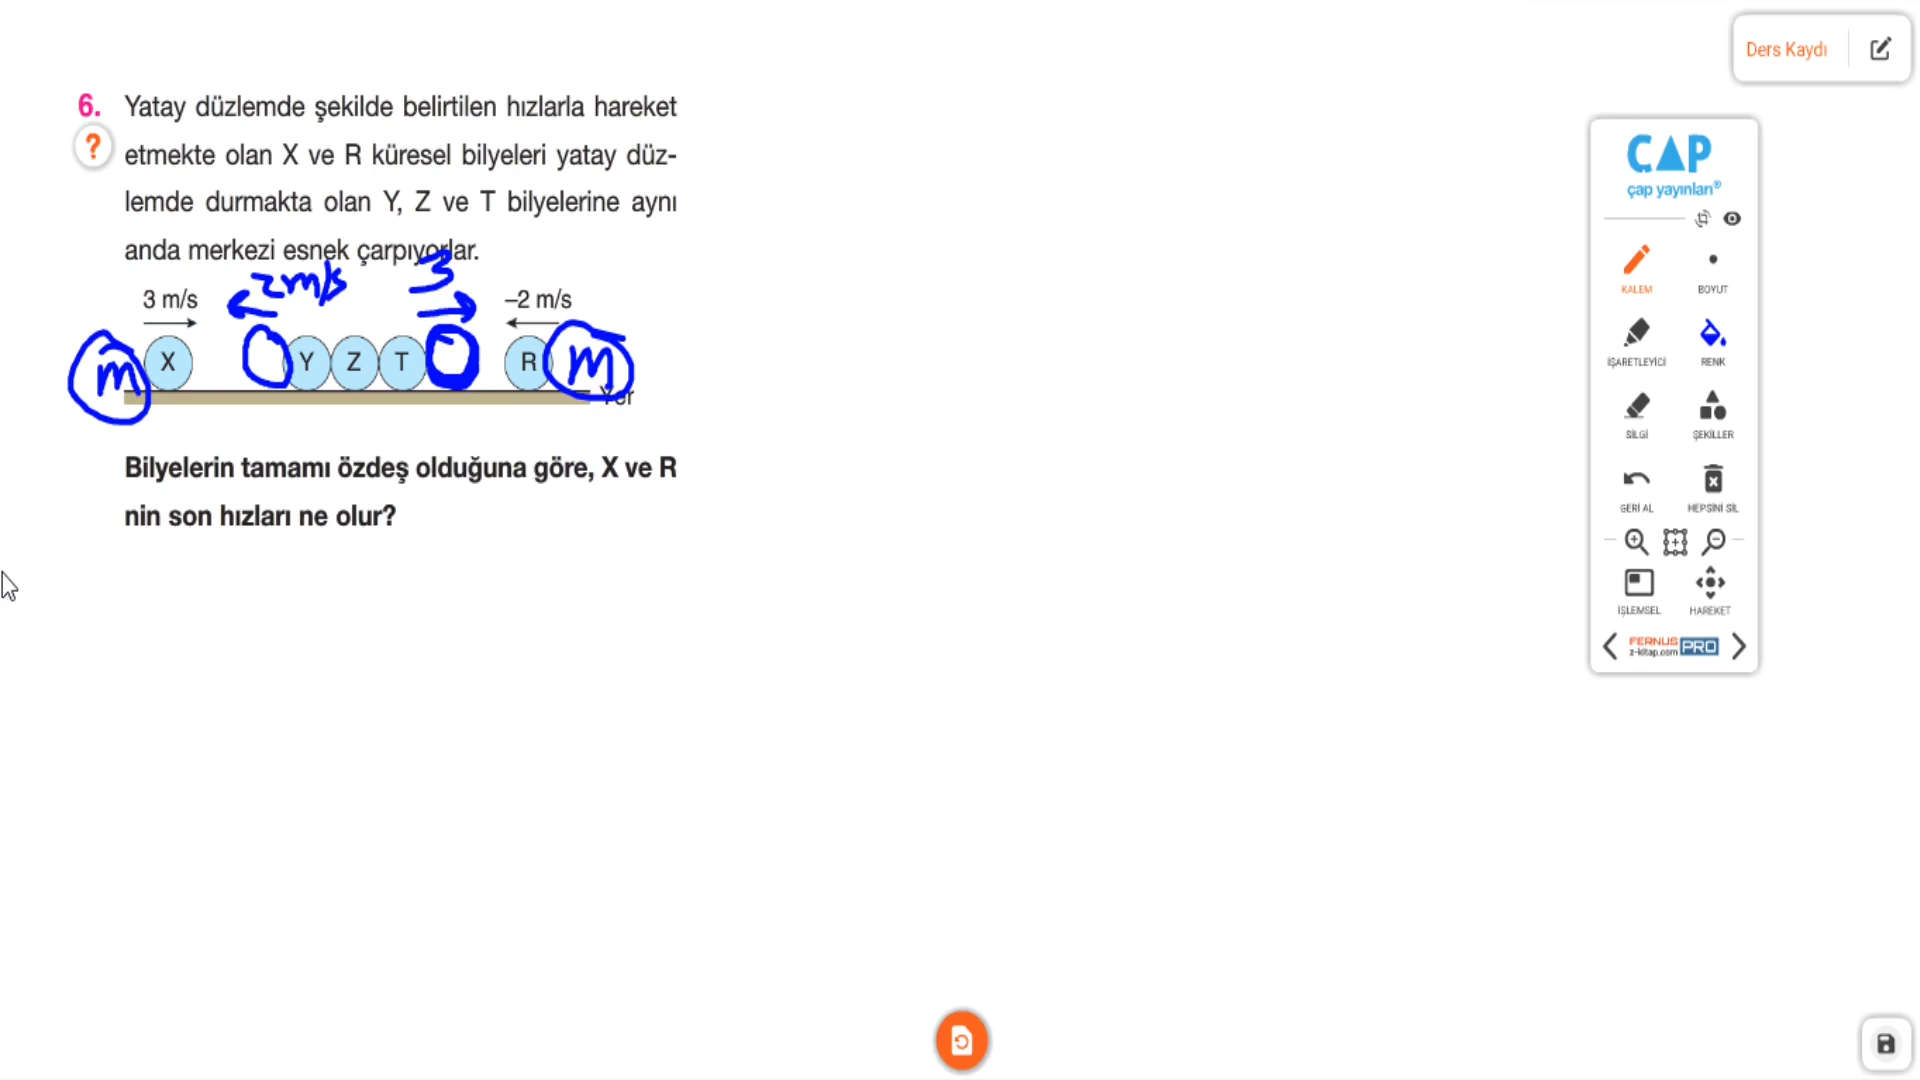 Ders Kaydı
6. Yatay düzlemde şekilde belirtilen hızlarla hareket
? etmekte olan X ve R küresel bilyeleri yatay düz-
lemde durmakta olan Y, Z ve T bilyelerine aynı
anda merkezi esnek çarpıyorlar.
2m/s 3
3 m/s –2 m/s
m X Y Z T R m
Yer
Bilyelerin tamamı özdeş olduğuna göre, X ve R
nin son hızları ne olur?
ÇAP
çap yayınları®
KALEM BOYUT
İŞARETLEYİCİ RENK
SİLGİ ŞEKİLLER
GERİ AL HEPSİNİ SİL
İŞLEMSEL HAREKET
FERNUS
z-kitap.com PRO